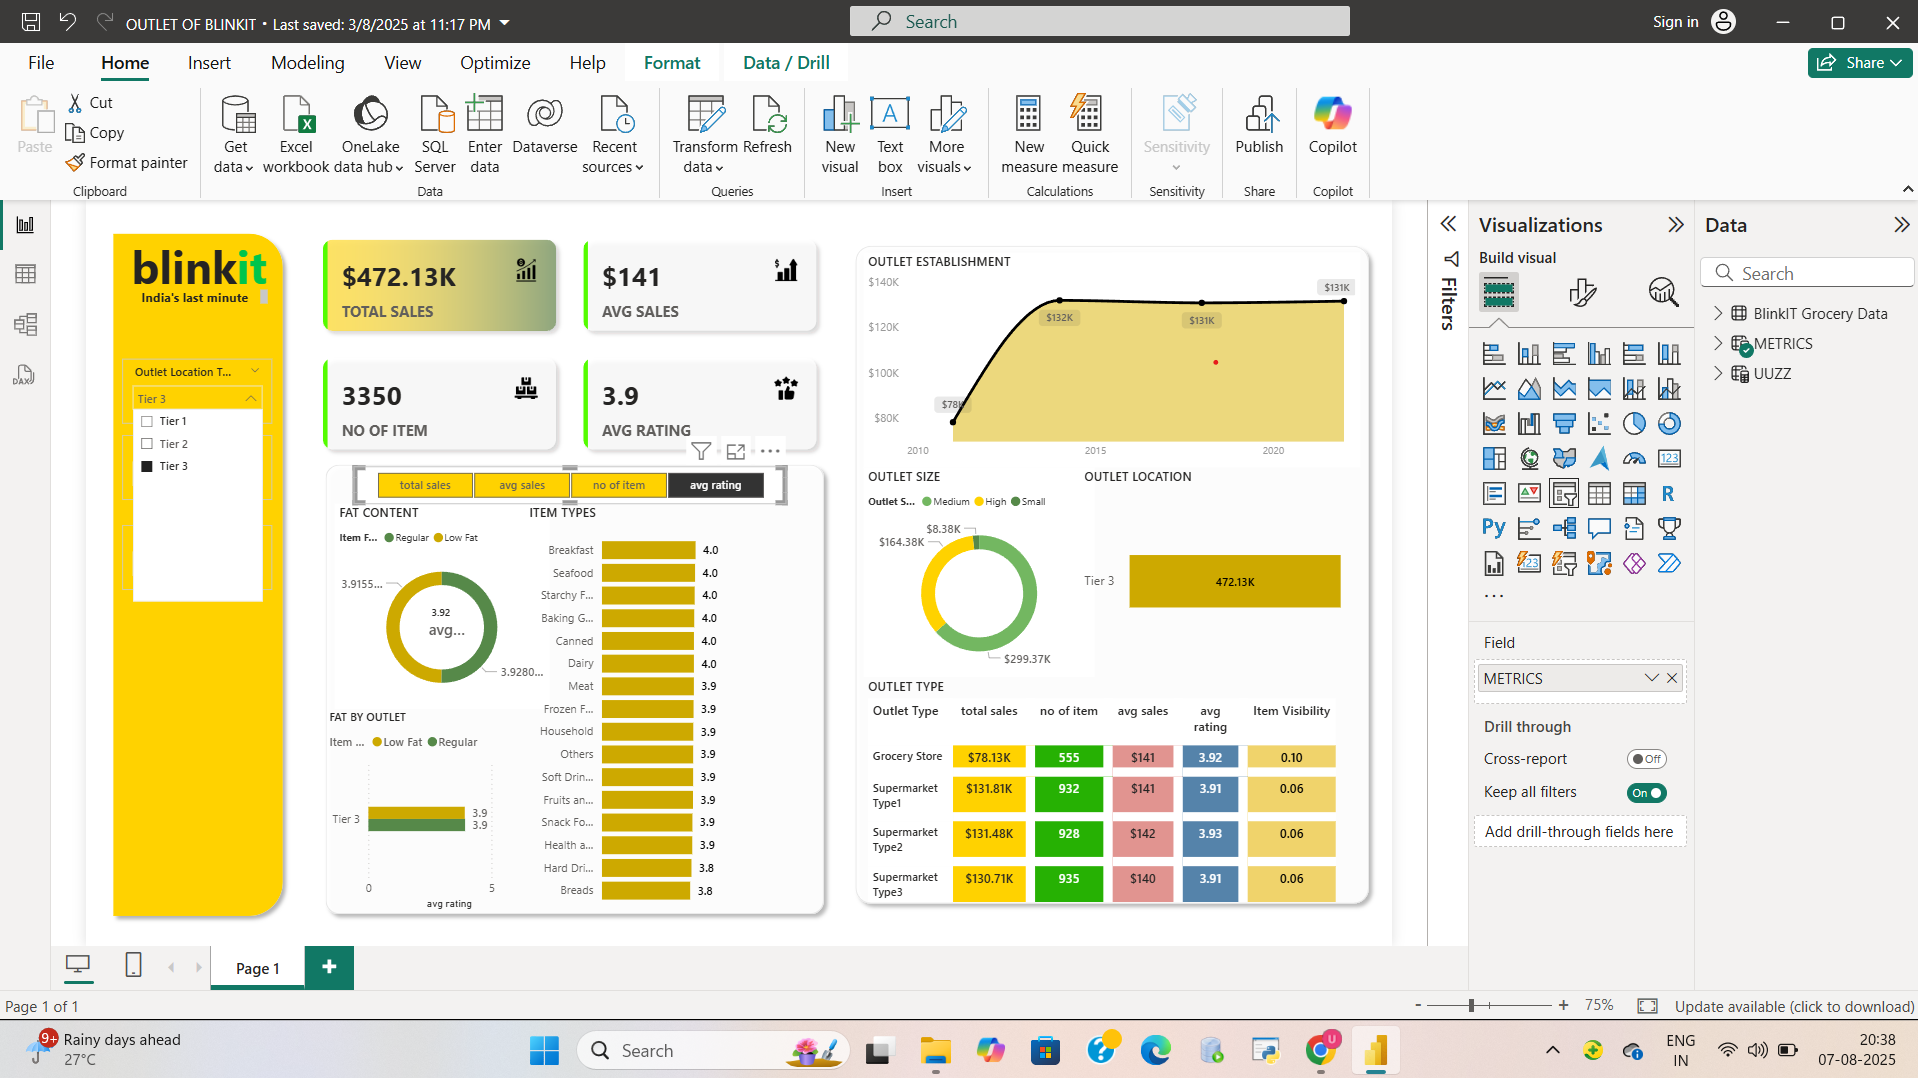 OUTLET OF BLINKIT • Last saved: 3/8/2025 at 11:17 PM
Search
Sign in
File Home Insert Modeling View Optimize Help Format Data / Drill
Share
Paste
Cut
Copy
Format painter
Clipboard
Get data
Excel workbook
OneLake data hub
SQL Server
Enter data
Dataverse
Recent sources
Data
Transform data
Refresh
Queries
New visual
Text box
More visuals
Insert
New measure
Quick measure
Calculations
Sensitivity
Sensitivity
Publish
Share
Copilot
Copilot
DAX
blinkit
India's last minute
Outlet Location T...
Tier 3
Tier 1
Tier 2
Tier 3
$472.13K
TOTAL SALES
$141
AVG SALES
3350
NO OF ITEM
3.9
AVG RATING
total sales
avg sales
no of item
avg rating
FAT CONTENT
Item F... Regular Low Fat
3.9155...
3.92
avg...
3.9280...
FAT BY OUTLET
Item ... Low Fat Regular
Tier 3
3.9
3.9
0 5
avg rating
ITEM TYPES
Breakfast 4.0
Seafood 4.0
Starchy F... 4.0
Baking G... 4.0
Canned 4.0
Dairy 4.0
Meat 3.9
Frozen F... 3.9
Household 3.9
Others 3.9
Soft Drin... 3.9
Fruits an... 3.9
Snack Fo... 3.9
Health a... 3.9
Hard Dri... 3.8
Breads 3.8
OUTLET ESTABLISHMENT
$140K
$120K
$100K
$80K
$78K
$132K
$131K
$131K
2010 2015 2020
OUTLET SIZE
Outlet S... Medium High Small
$8.38K
$164.38K
$299.37K
OUTLET LOCATION
Tier 3
472.13K
OUTLET TYPE
Outlet Type total sales no of item avg sales avg rating Item Visibility
Grocery Store $78.13K 555 $141 3.92 0.10
Supermarket Type1 $131.81K 932 $141 3.91 0.06
Supermarket Type2 $131.48K 928 $142 3.93 0.06
Supermarket Type3 $130.71K 935 $140 3.91 0.06
Filters
Visualizations
Build visual
123
R
Py
123
...
Field
METRICS
Drill through
Cross-report
Off
Keep all filters
On
Add drill-through fields here
Data
Search
BlinkIT Grocery Data
METRICS
UUZZ
Page 1
+
Page 1 of 1
- + 75%
Update available (click to download)
9+
Rainy days ahead
27°C
Search
U
ENG
IN
20:38
07-08-2025